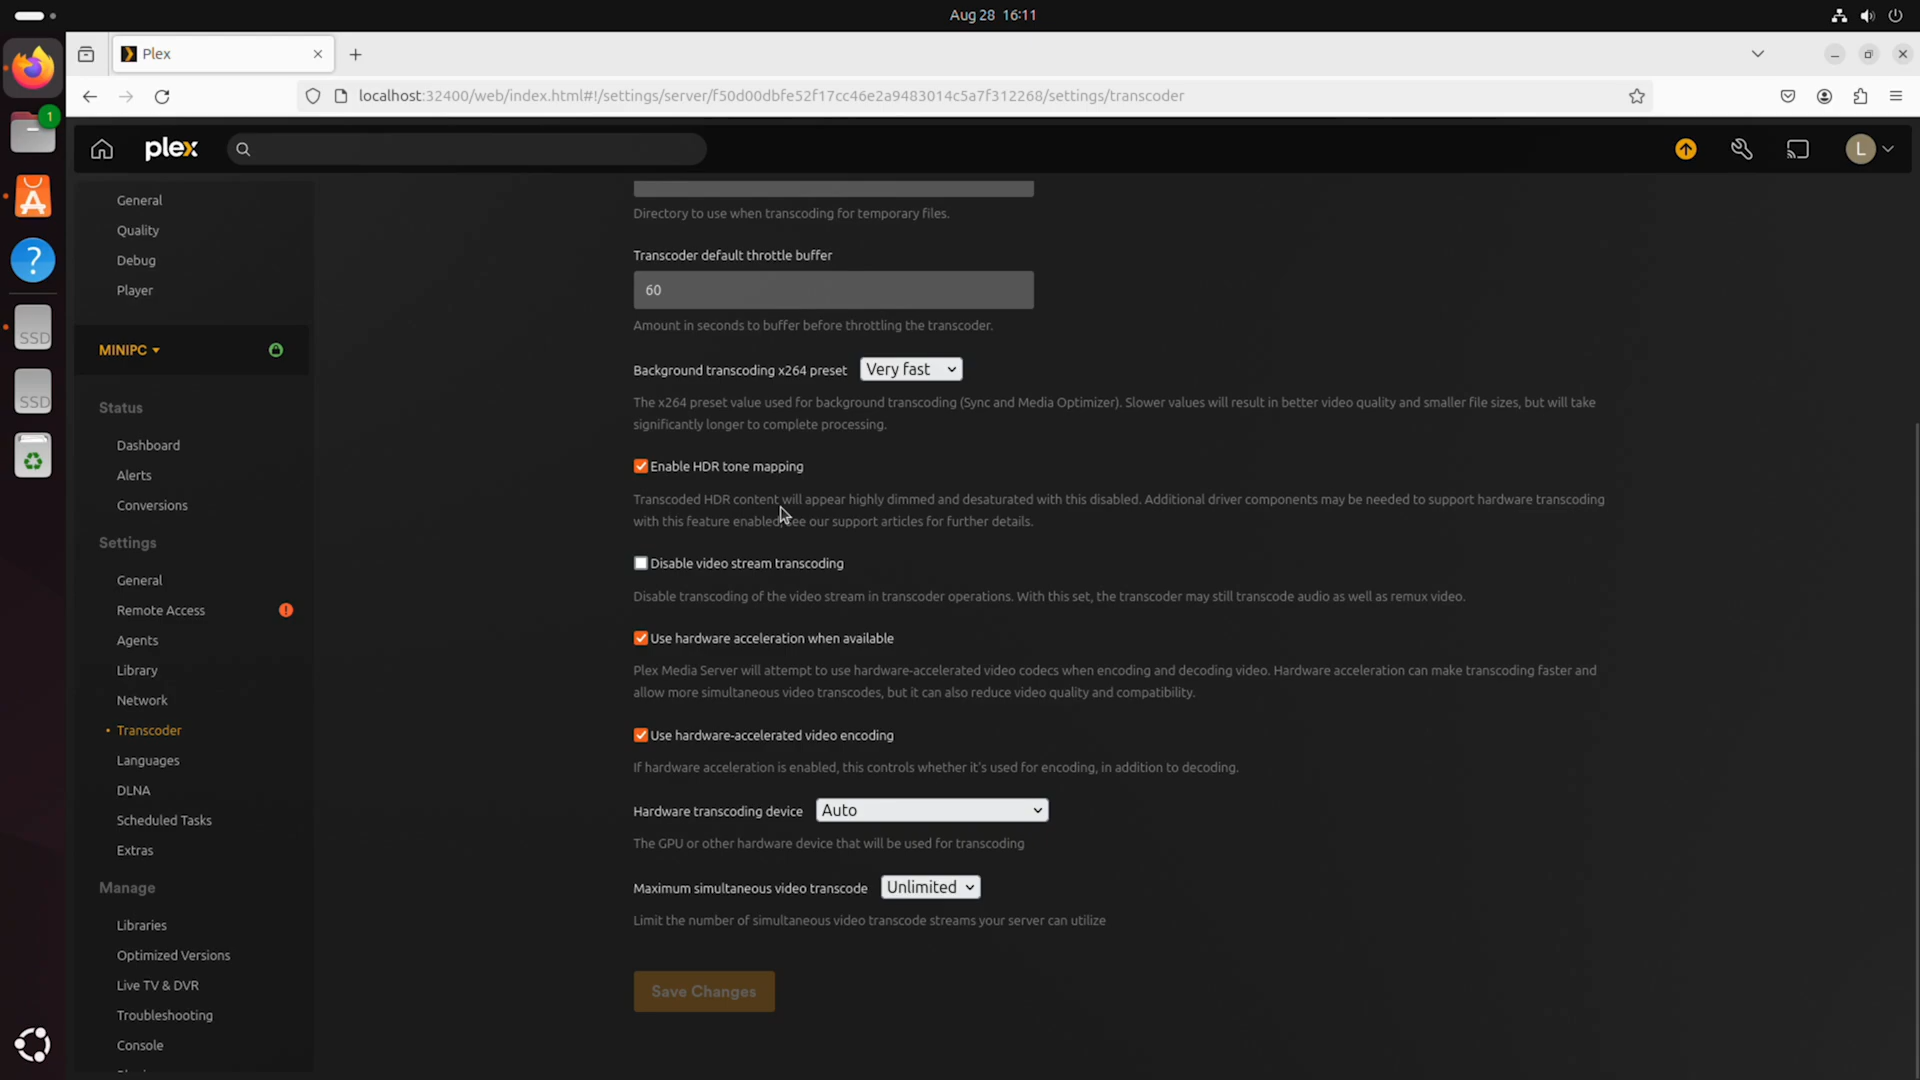 Aug 28 16:11
Plex
localhost:32400/web/index.html#!/settings/server/f50d00dbfe52f17cc46e2a9483014c5a7f312268/settings/transcoder
1
plex
L
General
Quality
Debug
Player
MINIPC
Status
Dashboard
Alerts
Conversions
Settings
General
Remote Access
!
Agents
Library
Network
• Transcoder
Languages
DLNA
Scheduled Tasks
Extras
Manage
Libraries
Optimized Versions
Live TV & DVR
Troubleshooting
Console
?
SSD
SSD
Directory to use when transcoding for temporary files.
Transcoder default throttle buffer
60
Amount in seconds to buffer before throttling the transcoder.
Background transcoding x264 preset Very fast
The x264 preset value used for background transcoding (Sync and Media Optimizer). Slower values will result in better video quality and smaller file sizes, but will take
significantly longer to complete processing.
Enable HDR tone mapping
Transcoded HDR content will appear highly dimmed and desaturated with this disabled. Additional driver components may be needed to support hardware transcoding
with this feature enabled, see our support articles for further details.
Disable video stream transcoding
Disable transcoding of the video stream in transcoder operations. With this set, the transcoder may still transcode audio as well as remux video.
Use hardware acceleration when available
Plex Media Server will attempt to use hardware-accelerated video codecs when encoding and decoding video. Hardware acceleration can make transcoding faster and
allow more simultaneous video transcodes, but it can also reduce video quality and compatibility.
Use hardware-accelerated video encoding
If hardware acceleration is enabled, this controls whether it's used for encoding, in addition to decoding.
Hardware transcoding device Auto
The GPU or other hardware device that will be used for transcoding
Maximum simultaneous video transcode Unlimited
Limit the number of simultaneous video transcode streams your server can utilize
Save Changes